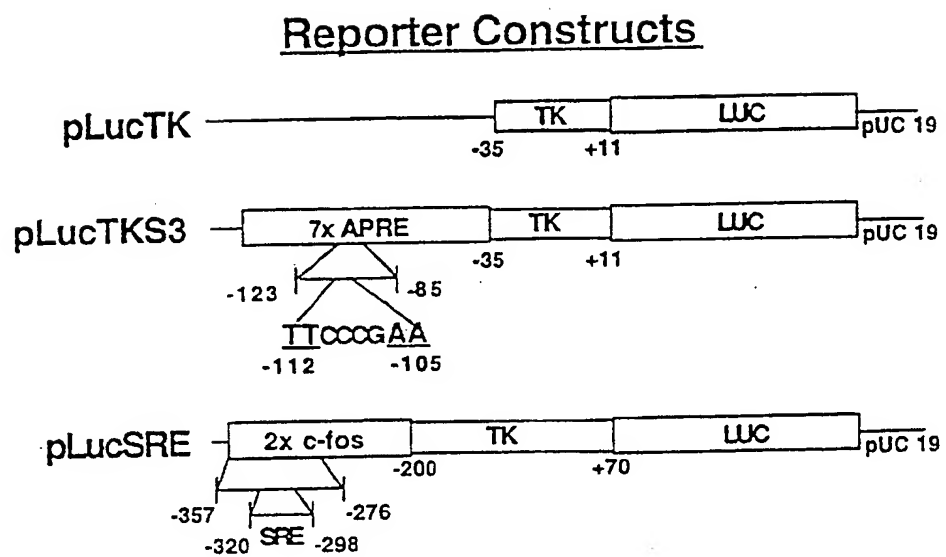 Reporter Constructs
pLucTK
TK
LUC
pUC 19
-35
+11
pLucTKS3
7x APRE
TK
LUC
pUC 19
-35
+11
-123
-85
TTCCCGAA
-112
-105
pLucSRE
2x c-fos
TK
LUC
pUC 19
-200
+70
-357
-276
-320
SRE
-298